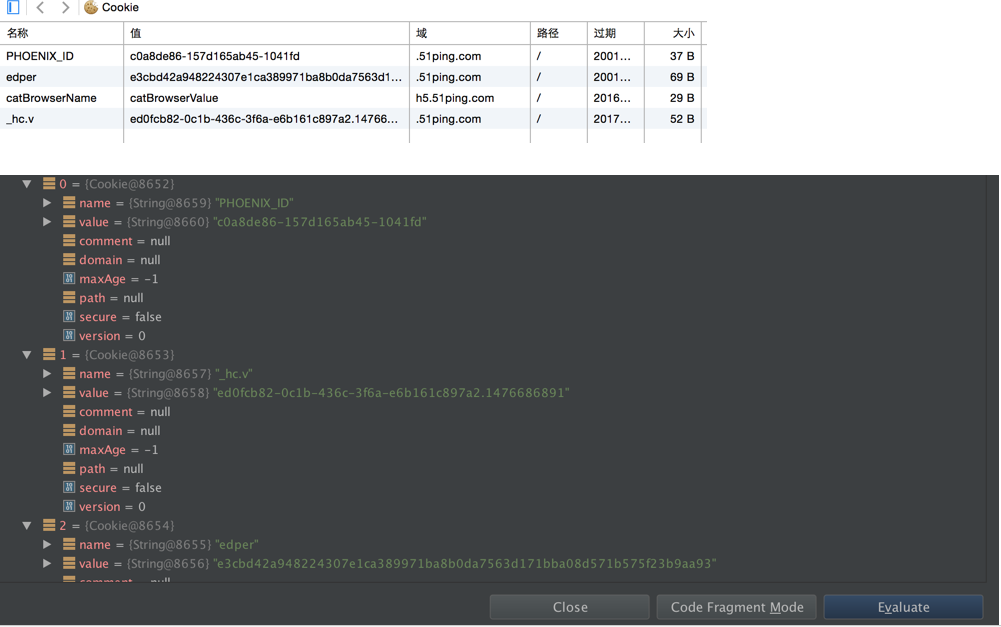 Cookie
名称 值 域 路径 过期 大小
PHOENIX_ID c0a8de86-157d165ab45-1041fd .51ping.com / 2001... 37 B
edper e3cbd42a948224307e1ca389971ba8b0da7563d1... .51ping.com / 2001... 69 B
catBrowserName catBrowserValue h5.51ping.com / 2016... 29 B
_hc.v ed0fcb82-0c1b-436c-3f6a-e6b161c897a2.14766... .51ping.com / 2017... 52 B
0 = {Cookie@8652}
name = {String@8659} "PHOENIX_ID"
value = {String@8660} "c0a8de86-157d165ab45-1041fd"
comment = null
domain = null
maxAge = -1
path = null
secure = false
version = 0
1 = {Cookie@8653}
name = {String@8657} "_hc.v"
value = {String@8658} "ed0fcb82-0c1b-436c-3f6a-e6b161c897a2.1476686891"
comment = null
domain = null
maxAge = -1
path = null
secure = false
version = 0
2 = {Cookie@8654}
name = {String@8655} "edper"
value = {String@8656} "e3cbd42a948224307e1ca389971ba8b0da7563d171bba08d571b575f23b9aa93"
comment = null
Close Code Fragment Mode Evaluate